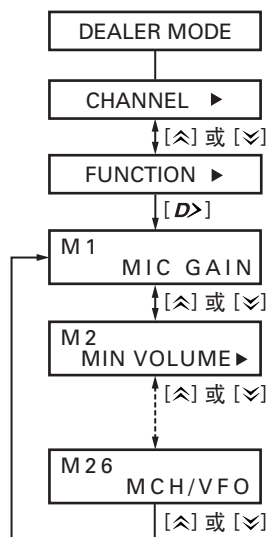 DEALER MODE
CHANNEL ▶
[︽] 或 [︾]
FUNCTION ▶
[D>]
M1
MIC GAIN
[︽] 或 [︾]
M2
MIN VOLUME▶
[︽] 或 [︾]
M26
MCH/VFO
[︽] 或 [︾]